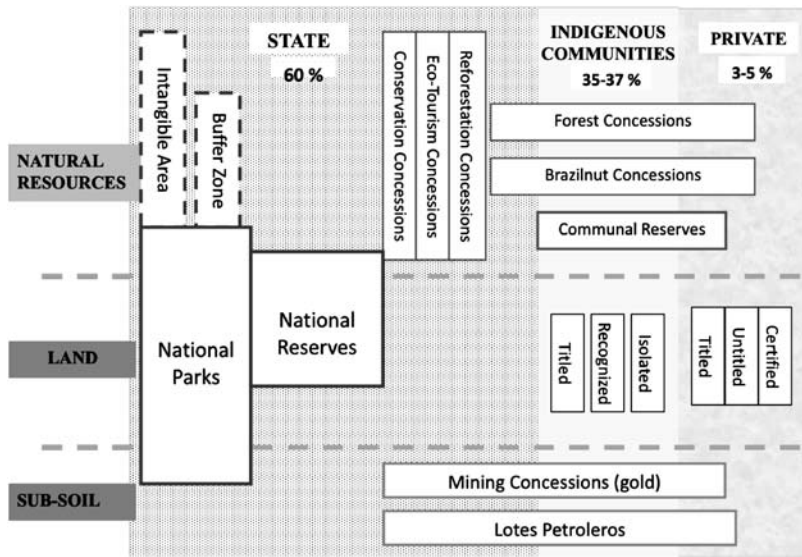 STATE
60 %
INDIGENOUS
COMMUNITIES
35-37 %
PRIVATE
3-5 %
NATURAL
RESOURCES
Intangible Area
Buffer Zone
Conservation Concessions
Eco-Tourism Concessions
Reforestation Concessions
Forest Concessions
Brazilnut Concessions
Communal Reserves
LAND
National
Parks
National
Reserves
Titled
Recognized
Isolated
Titled
Untitled
Certified
SUB-SOIL
Mining Concessions (gold)
Lotes Petroleros